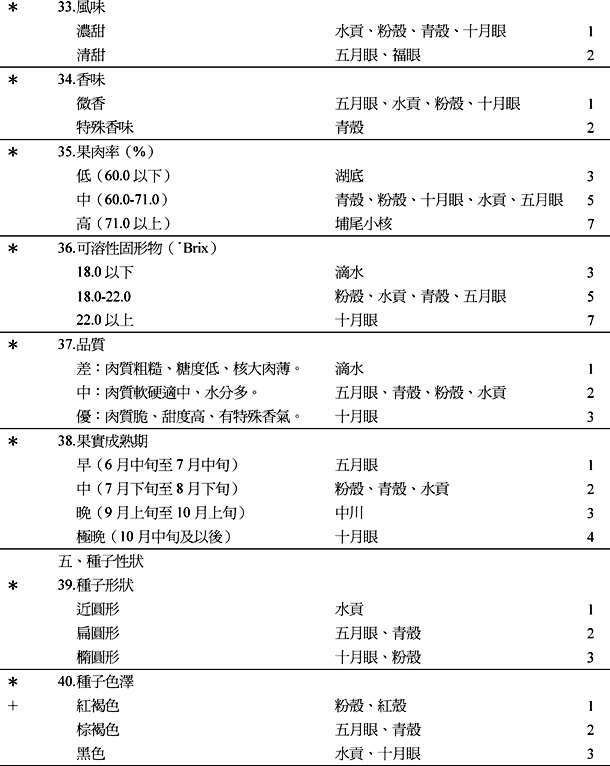 * 33.風味
濃甜 水貢、粉殼、青殼、十月眼 1
清甜 五月眼、福眼 2
* 34.香味
微香 五月眼、水貢、粉殼、十月眼 1
特殊香味 青殼 2
* 35.果肉率（%）
低（60.0 以下） 湖底 3
中（60.0-71.0） 青殼、粉殼、十月眼、水貢、五月眼 5
高（71.0 以上） 埔尾小核 7
* 36.可溶性固形物（°Brix）
18.0 以下 滴水 3
18.0-22.0 粉殼、水貢、青殼、五月眼 5
22.0 以上 十月眼 7
* 37.品質
差：肉質粗糙、糖度低、核大肉薄。 滴水 1
中：肉質軟硬適中、水分多。 五月眼、青殼、粉殼、水貢 2
優：肉質脆、甜度高、有特殊香氣。 十月眼 3
* 38.果實成熟期
早（6 月中旬至 7 月中旬） 五月眼 1
中（7 月下旬至 8 月下旬） 粉殼、青殼、水貢 2
晚（9 月上旬至 10 月上旬） 中川 3
極晚（10 月中旬及以後） 十月眼 4
五、種子性狀
* 39.種子形狀
近圓形 水貢 1
扁圓形 五月眼、青殼 2
橢圓形 十月眼、粉殼 3
* 40.種子色澤
+ 紅褐色 粉殼、紅殼 1
棕褐色 五月眼、青殼 2
黑色 水貢、十月眼 3